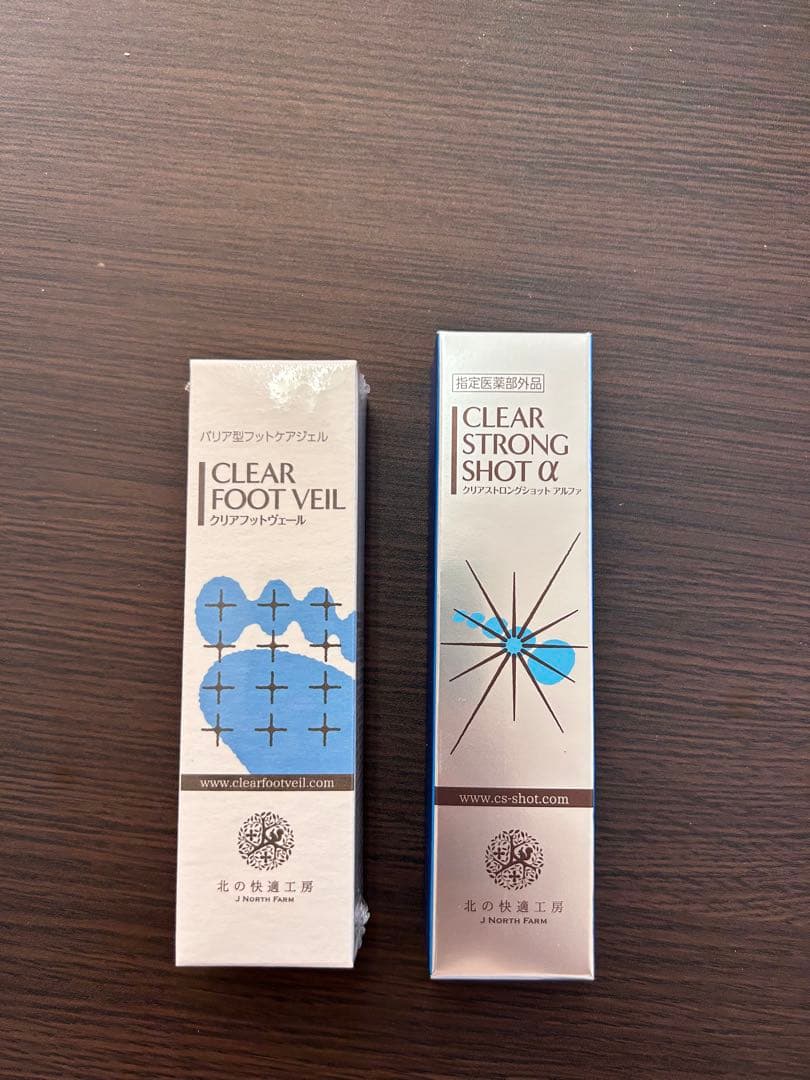 バリア型フットケアジェル
CLEAR
FOOT VEIL
クリアフットヴェール
www.clearfootveil.com
北の快適工房
J NORTH FARM
指定医薬部外品
CLEAR
STRONG
SHOT α
クリアストロングショット アルファ
www.cs-shot.com
北の快適工房
J NORTH FARM